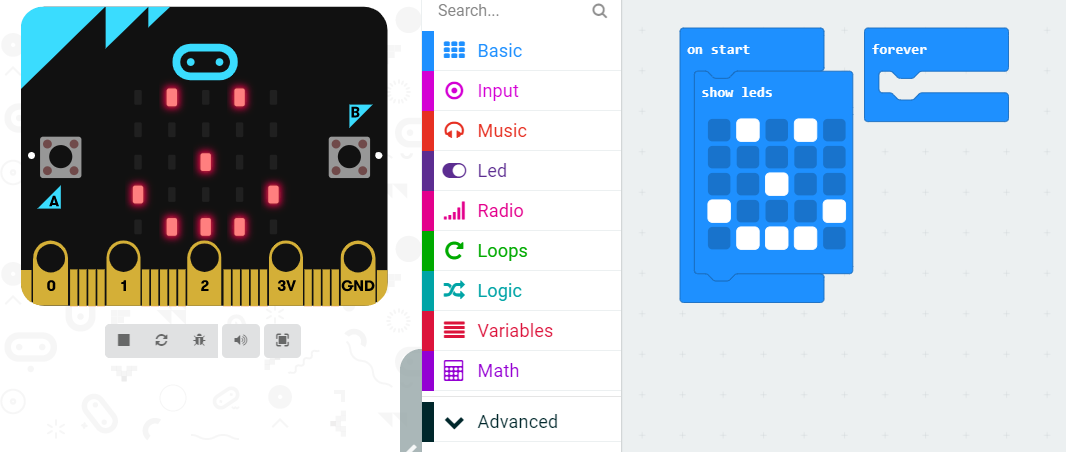 B
A
0 1 2 3V GND
Search...
Basic
Input
Music
Led
Radio
Loops
Logic
Variables
Math
Advanced
on start
show leds
forever